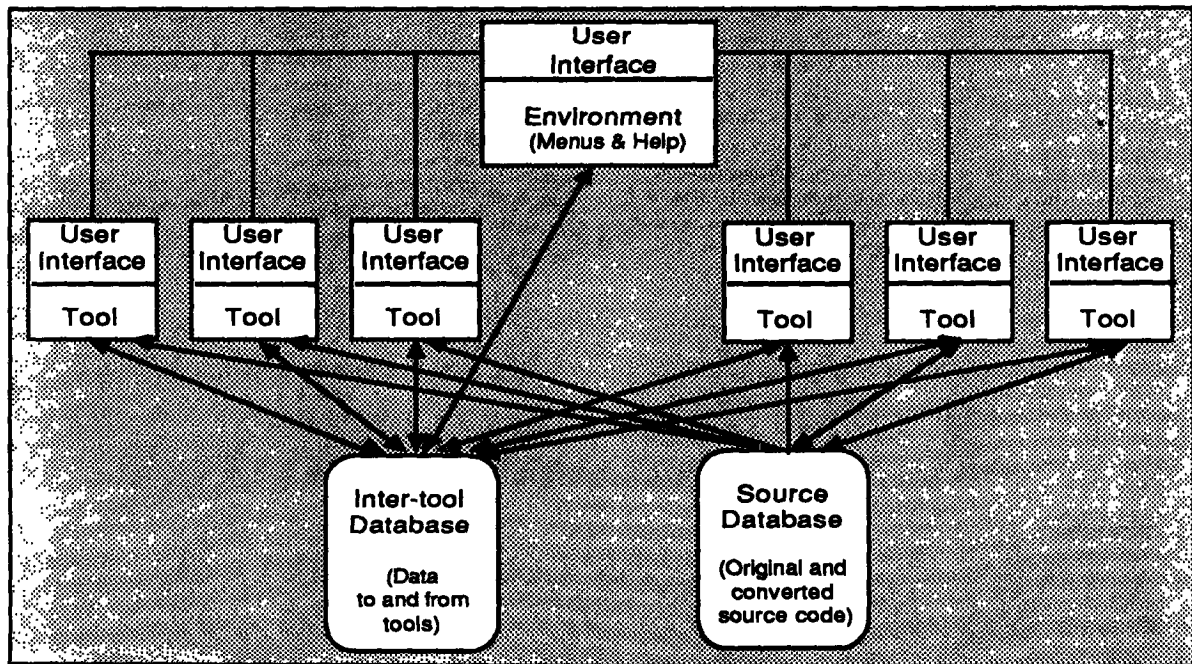 User
Interface
Environment
(Menus & Help)
User
Interface
Tool
User
Interface
Tool
User
Interface
Tool
User
Interface
Tool
User
Interface
Tool
User
Interface
Tool
Inter-tool
Database
(Data
to and from
tools)
Source
Database
(Original and
converted
source code)